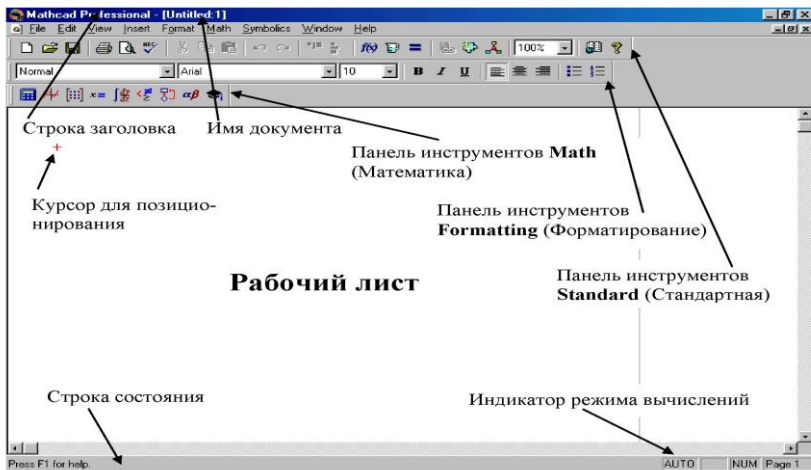 Mathcad Professional - [Untitled:1]
File Edit View Insert Format Math Symbolics Window Help
100%
Normal Arial 10 B I U
Строка заголовка Имя документа
Панель инструментов Math
(Математика)
Курсор для позицио-
нирования
Панель инструментов
Formatting (Форматирование)
Рабочий лист
Панель инструментов
Standard (Стандартная)
Строка состояния
Индикатор режима вычислений
Press F1 for help. AUTO NUM Page 1